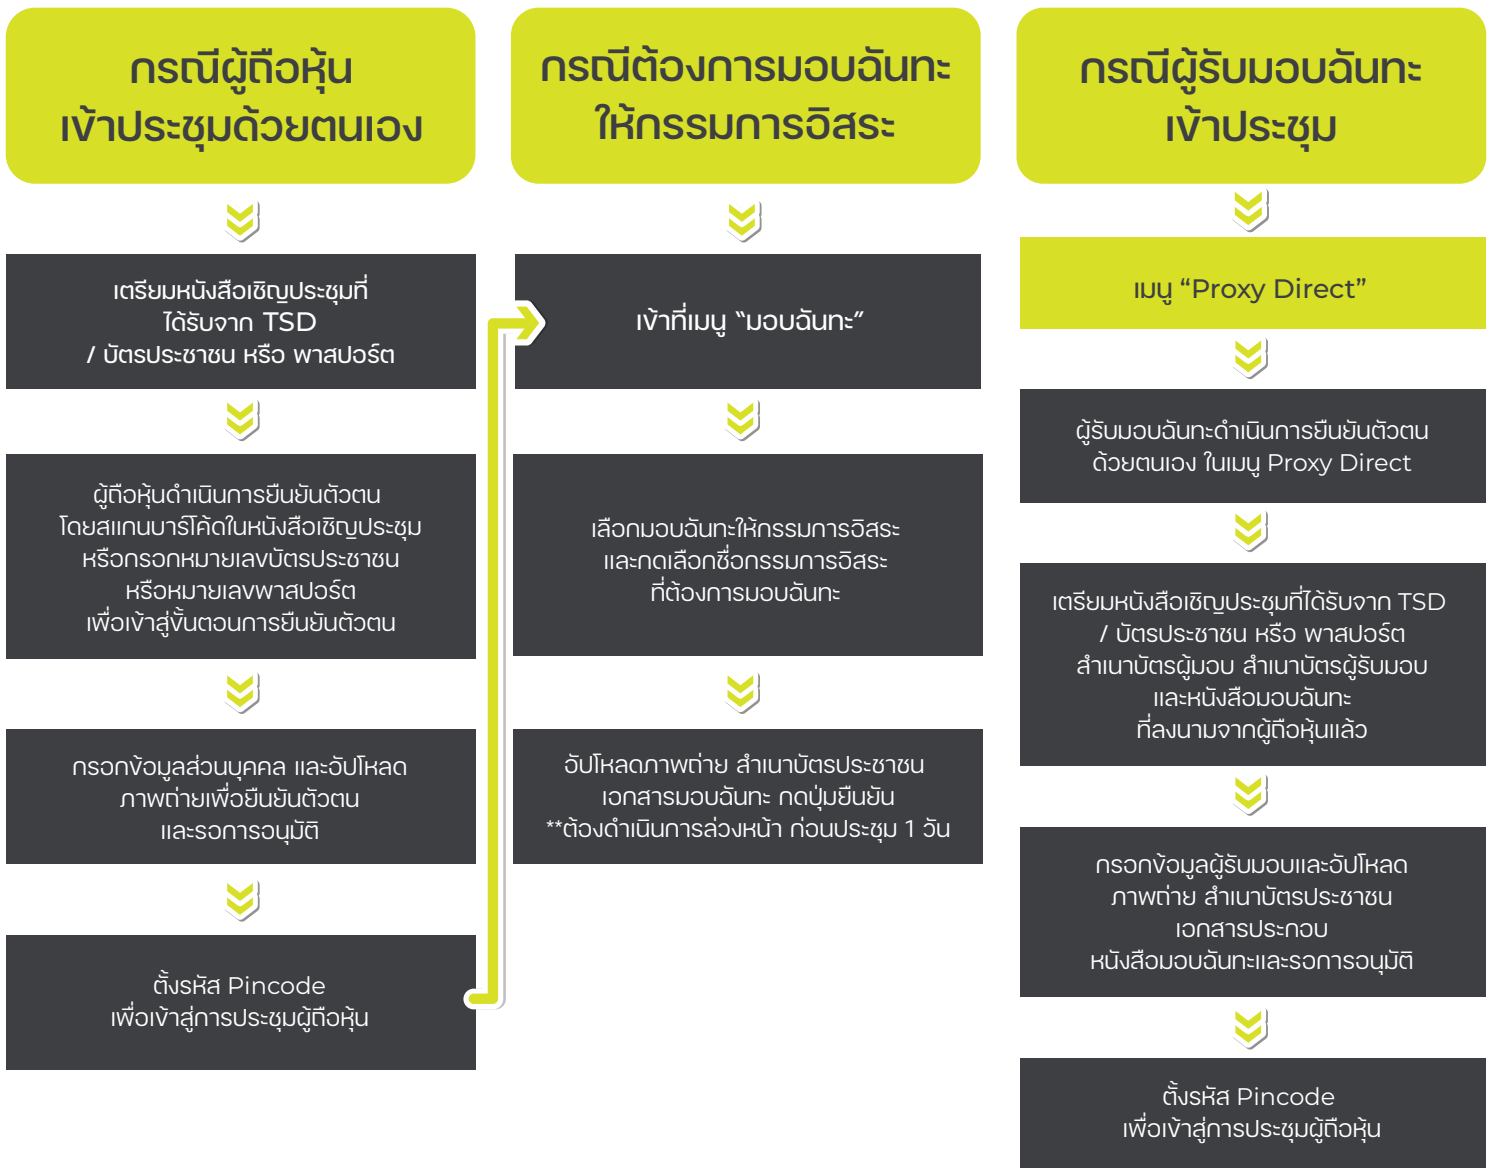 กรณีผู้ถือหุ้น
เข้าประชุมด้วยตนเอง
เตรียมหนังสือเชิญประชุมที่
ได้รับจาก TSD
/ บัตรประชาชน หรือ พาสปอร์ต
ผู้ถือหุ้นดำเนินการยืนยันตัวตน
โดยสแกนบาร์โค้ดในหนังสือเชิญประชุม
หรือกรอกหมายเลขบัตรประชาชน
หรือหมายเลขพาสปอร์ต
เพื่อเข้าสู่ขั้นตอนการยืนยันตัวตน
กรอกข้อมูลส่วนบุคคล และอัปโหลด
ภาพถ่ายเพื่อยืนยันตัวตน
และรอการอนุมัติ
ตั้งรหัส Pincode
เพื่อเข้าสู่การประชุมผู้ถือหุ้น
กรณีต้องการมอบฉันทะ
ให้กรรมการอิสระ
เข้าที่เมนู “มอบฉันทะ”
เลือกมอบฉันทะให้กรรมการอิสระ
และกดเลือกชื่อกรรมการอิสระ
ที่ต้องการมอบฉันทะ
อัปโหลดภาพถ่าย สำเนาบัตรประชาชน
เอกสารมอบฉันทะ กดปุ่มยืนยัน
**ต้องดำเนินการล่วงหน้า ก่อนประชุม 1 วัน
กรณีผู้รับมอบฉันทะ
เข้าประชุม
เมนู “Proxy Direct”
ผู้รับมอบฉันทะดำเนินการยืนยันตัวตน
ด้วยตนเอง ในเมนู Proxy Direct
เตรียมหนังสือเชิญประชุมที่ได้รับจาก TSD
/ บัตรประชาชน หรือ พาสปอร์ต
สำเนาบัตรผู้มอบ สำเนาบัตรผู้รับมอบ
และหนังสือมอบฉันทะ
ที่ลงนามจากผู้ถือหุ้นแล้ว
กรอกข้อมูลผู้รับมอบและอัปโหลด
ภาพถ่าย สำเนาบัตรประชาชน
เอกสารประกอบ
หนังสือมอบฉันทะและรอการอนุมัติ
ตั้งรหัส Pincode
เพื่อเข้าสู่การประชุมผู้ถือหุ้น